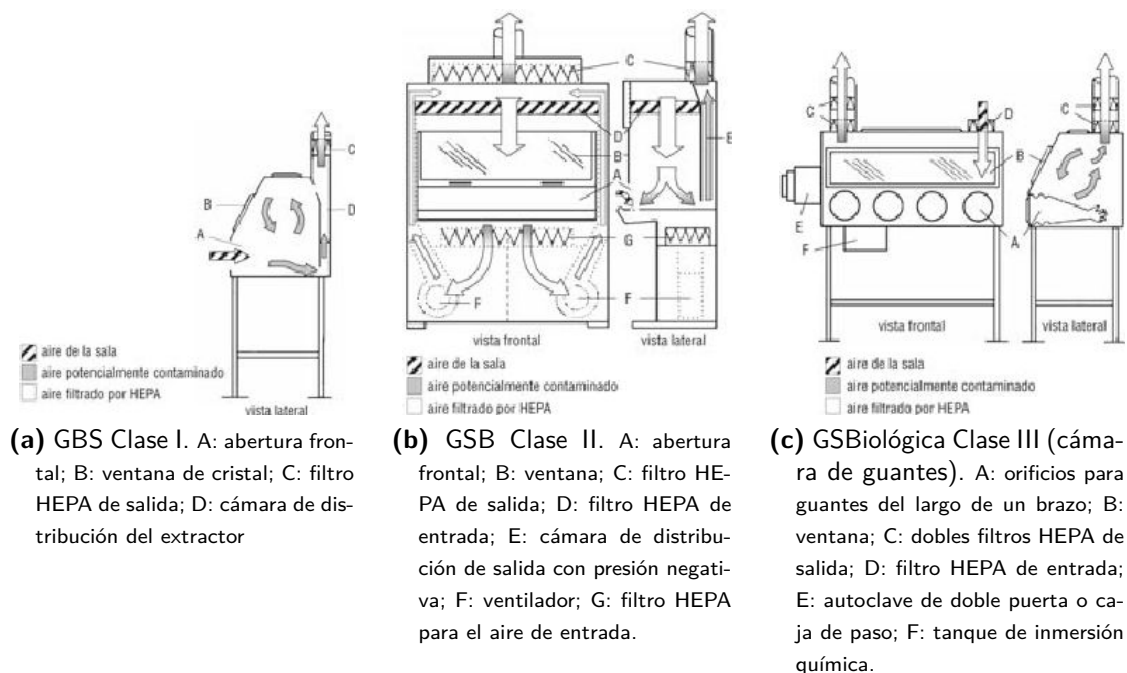 C
B
D
A
aire de la sala
aire potencialmente contaminado
aire filtrado por HEPA
vista lateral
(a) GBS Clase I. A: abertura fron-
tal; B: ventana de cristal; C: filtro
HEPA de salida; D: cámara de dis-
tribución del extractor
C
D
E
B
A
G
F
vista frontal
vista lateral
aire de la sala
aire potencialmente contaminado
aire filtrado por HEPA
(b) GSB Clase II. A: abertura
frontal; B: ventana; C: filtro HE-
PA de salida; D: filtro HEPA de
entrada; E: cámara de distribu-
ción de salida con presión negati-
va; F: ventilador; G: filtro HEPA
para el aire de entrada.
G
D
C
B
E
F
A
vista frontal
vista lateral
aire de la sala
aire potencialmente contaminado
aire filtrado por HEPA
(c) GSBiológica Clase III (cáma-
ra de guantes). A: orificios para
guantes del largo de un brazo; B:
ventana; C: dobles filtros HEPA de
salida; D: filtro HEPA de entrada;
E: autoclave de doble puerta o ca-
ja de paso; F: tanque de inmersión
química.